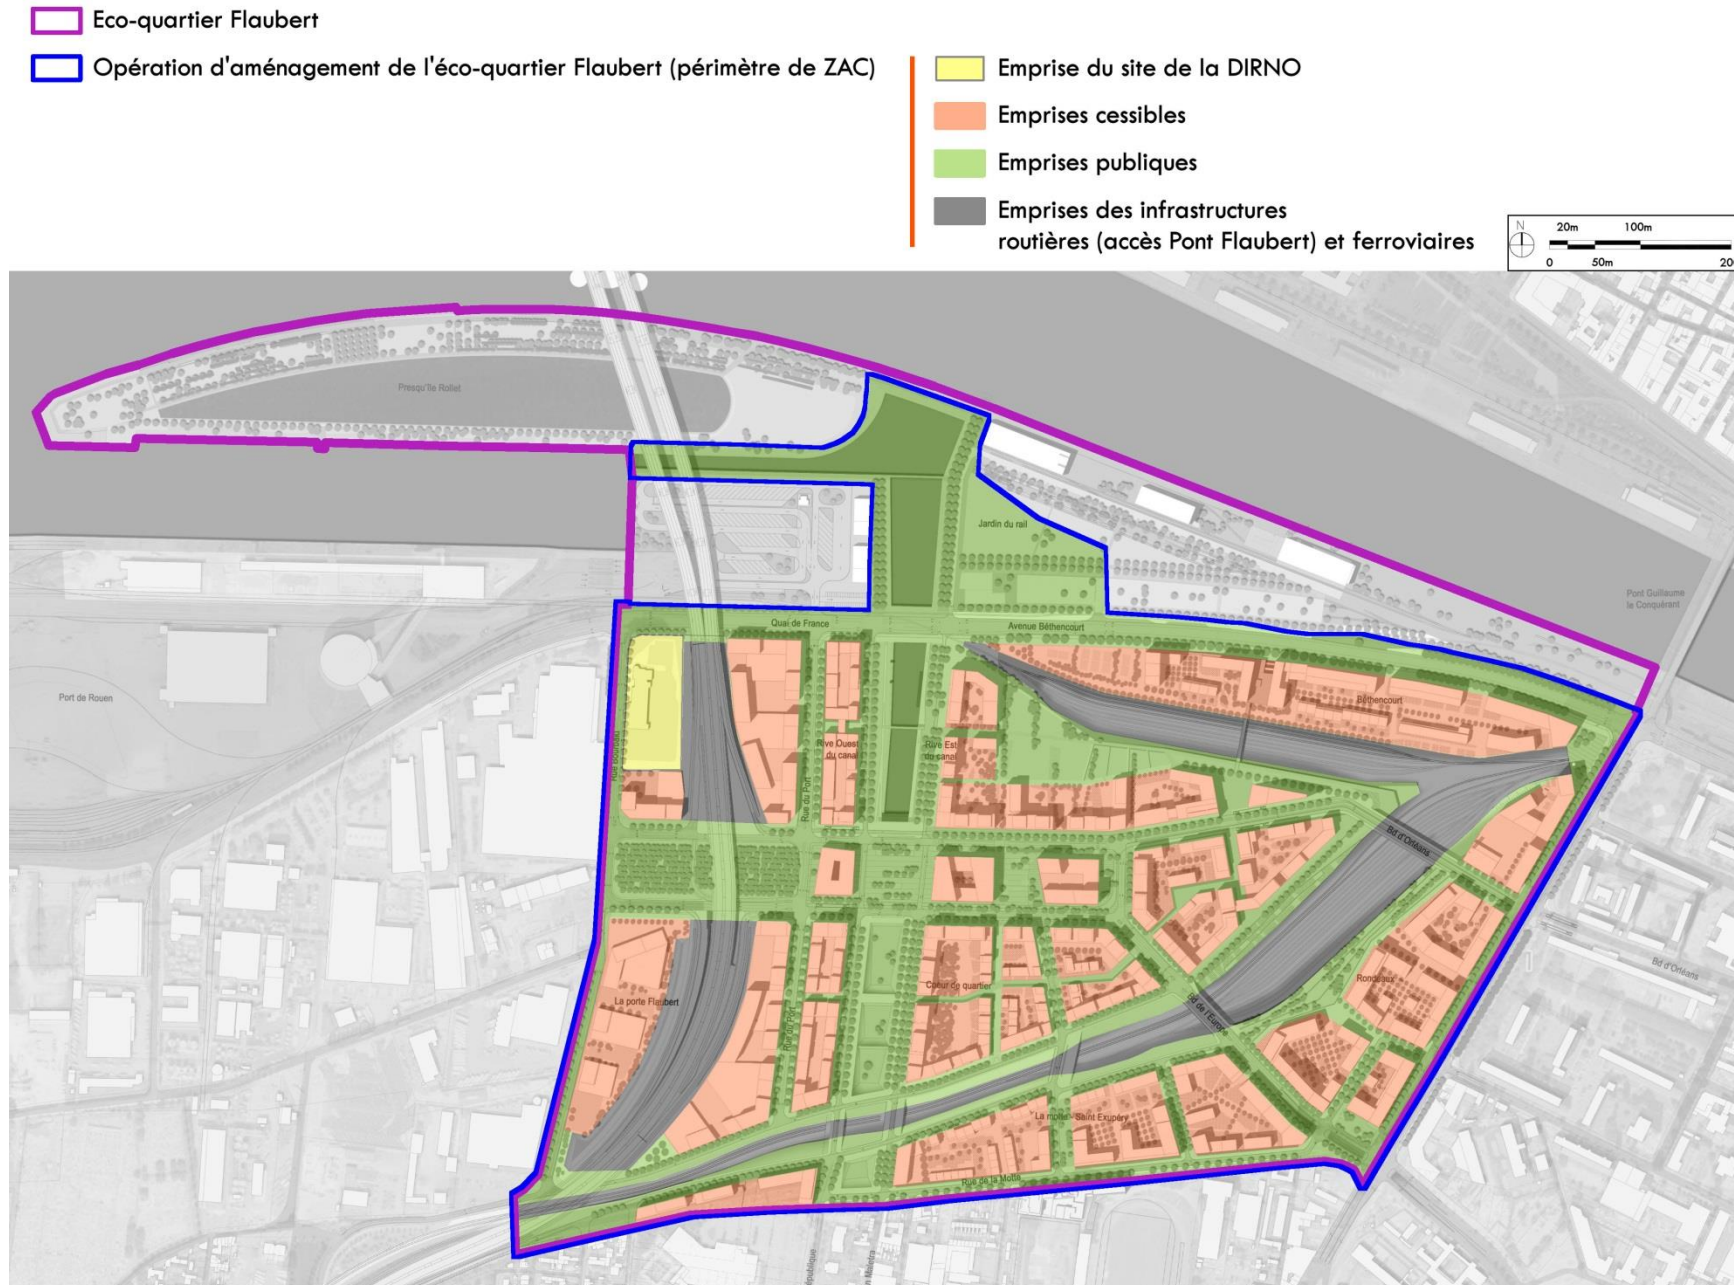 Eco-quartier Flaubert
Opération d'aménagement de l'éco-quartier Flaubert (périmètre de ZAC)
Emprise du site de la DIRNO
Emprises cessibles
Emprises publiques
Emprises des infrastructures
routières (accès Pont Flaubert) et ferroviaires
N
20m 100m
0 50m 20
Presqu'île Rollet
Jardin du rail
Pont Guillaume
le Conquérant
Quai de France
Avenue Béthencourt
Port de Rouen
Béthencourt
Rive Ouest
du canal
Rive Est
du canal
Rue du Port
Bd d'Orléans
Bd d'Orléans
La porte Flaubert
Coeur de quartier
Rondeaux
Bd de l'Europe
Rue du Port
La motte - Saint Exupéry
Rue de la Motte